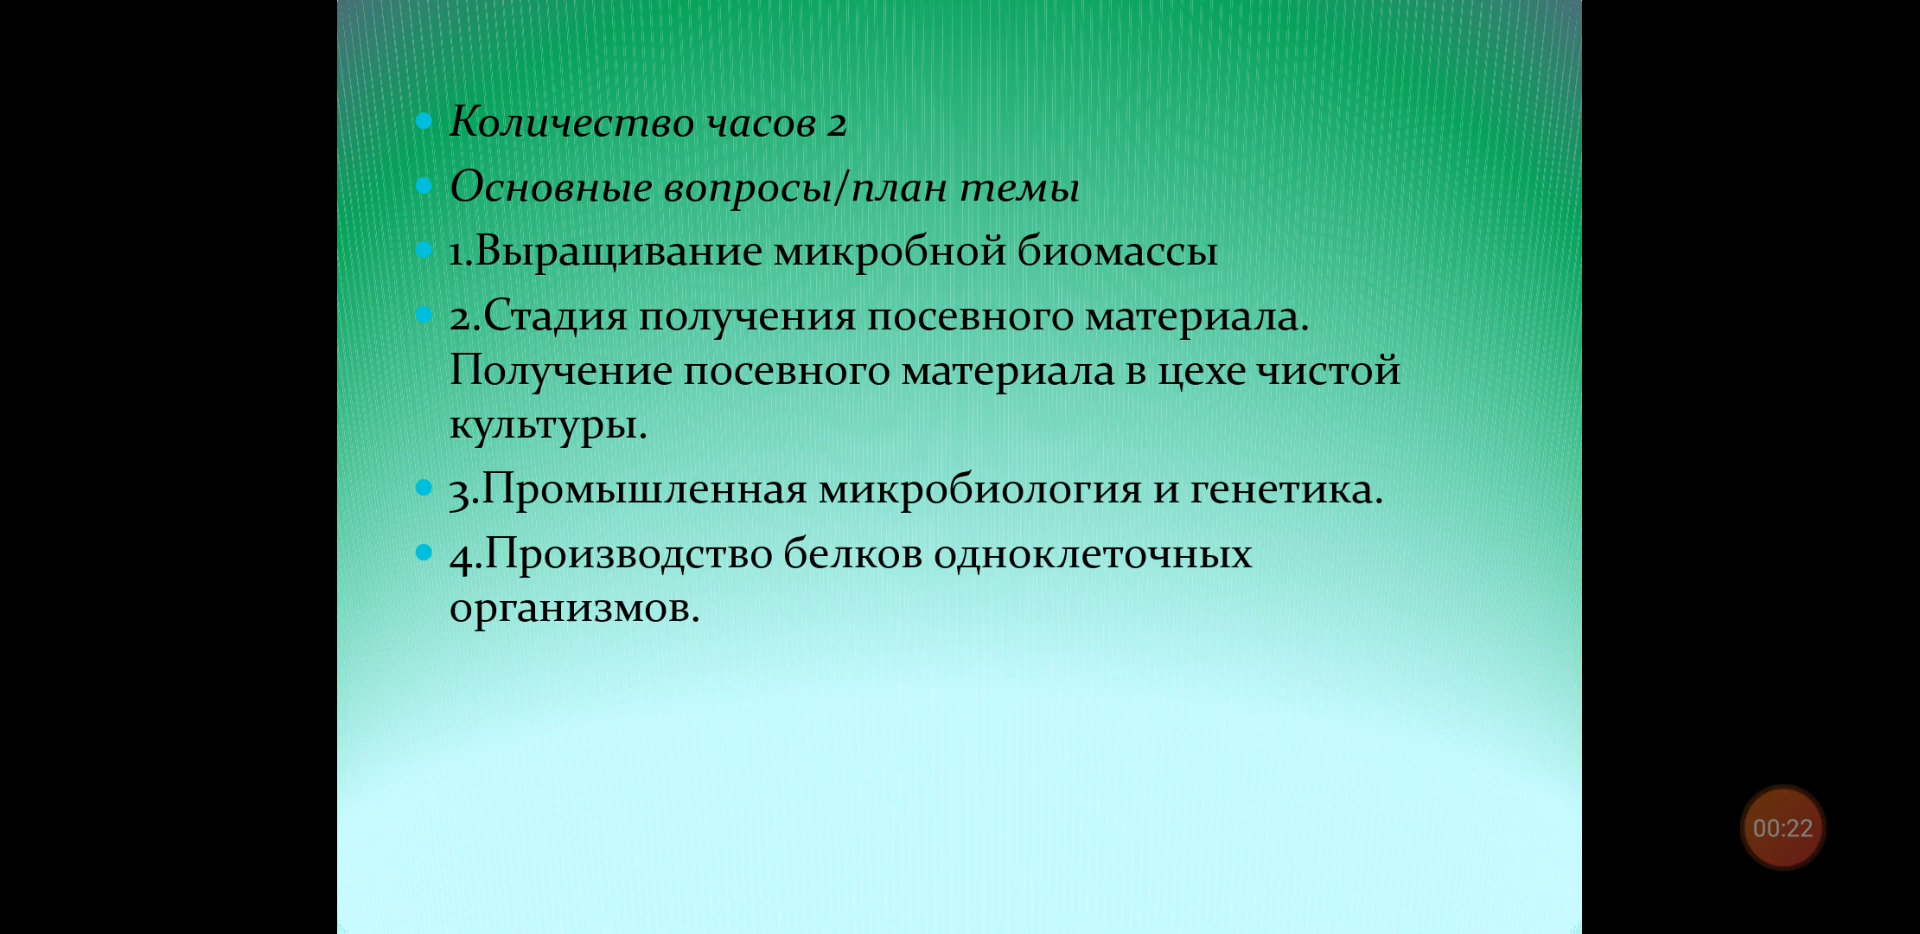 Количество часов 2
Основные вопросы/план темы
1.Выращивание микробной биомассы
2.Стадия получения посевного материала.
Получение посевного материала в цехе чистой
культуры.
3.Промышленная микробиология и генетика.
4.Производство белков одноклеточных
организмов.
00:22